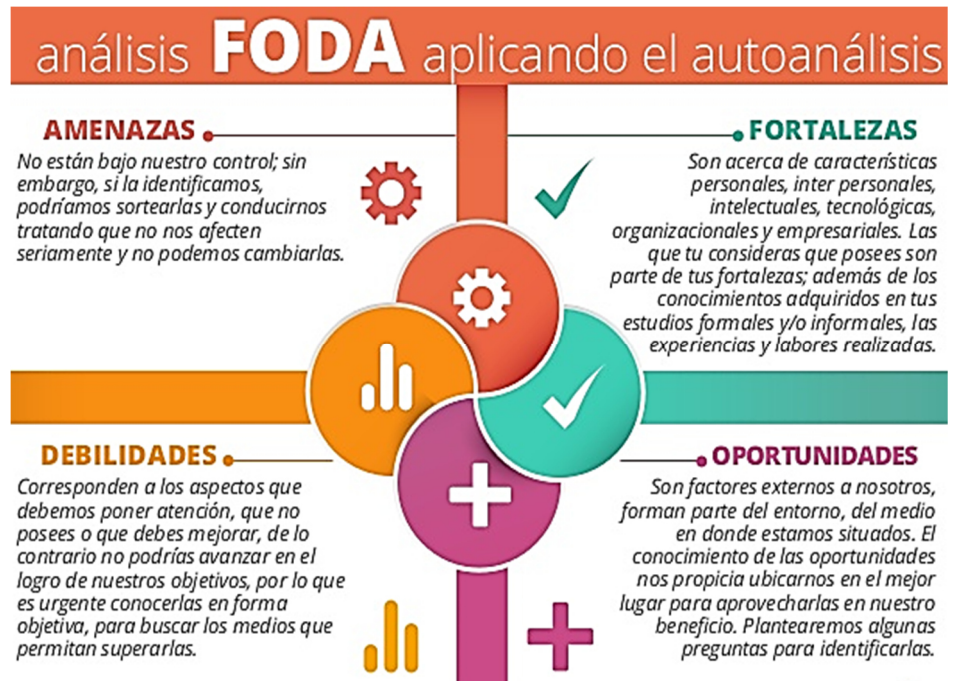 análisis FODA aplicando el autoanálisis
AMENAZAS
No están bajo nuestro control; sin
embargo, si la identificamos,
podríamos sortearlas y conducirnos
tratando que no nos afecten
seriamente y no podemos cambiarlas.
FORTALEZAS
Son acerca de características
personales, inter personales,
intelectuales, tecnológicas,
organizacionales y empresariales. Las
que tu consideras que posees son
parte de tus fortalezas; además de los
conocimientos adquiridos en tus
estudios formales y/o informales, las
experiencias y labores realizadas.
DEBILIDADES
Corresponden a los aspectos que
debemos poner atención, que no
posees o que debes mejorar, de lo
contrario no podrías avanzar en el
logro de nuestros objetivos, por lo que
es urgente conocerlas en forma
objetiva, para buscar los medios que
permitan superarlas.
OPORTUNIDADES
Son factores externos a nosotros,
forman parte del entorno, del medio
en donde estamos situados. El
conocimiento de las oportunidades
nos propicia ubicarnos en el mejor
lugar para aprovecharlas en nuestro
beneficio. Plantearemos algunas
preguntas para identificarlas.